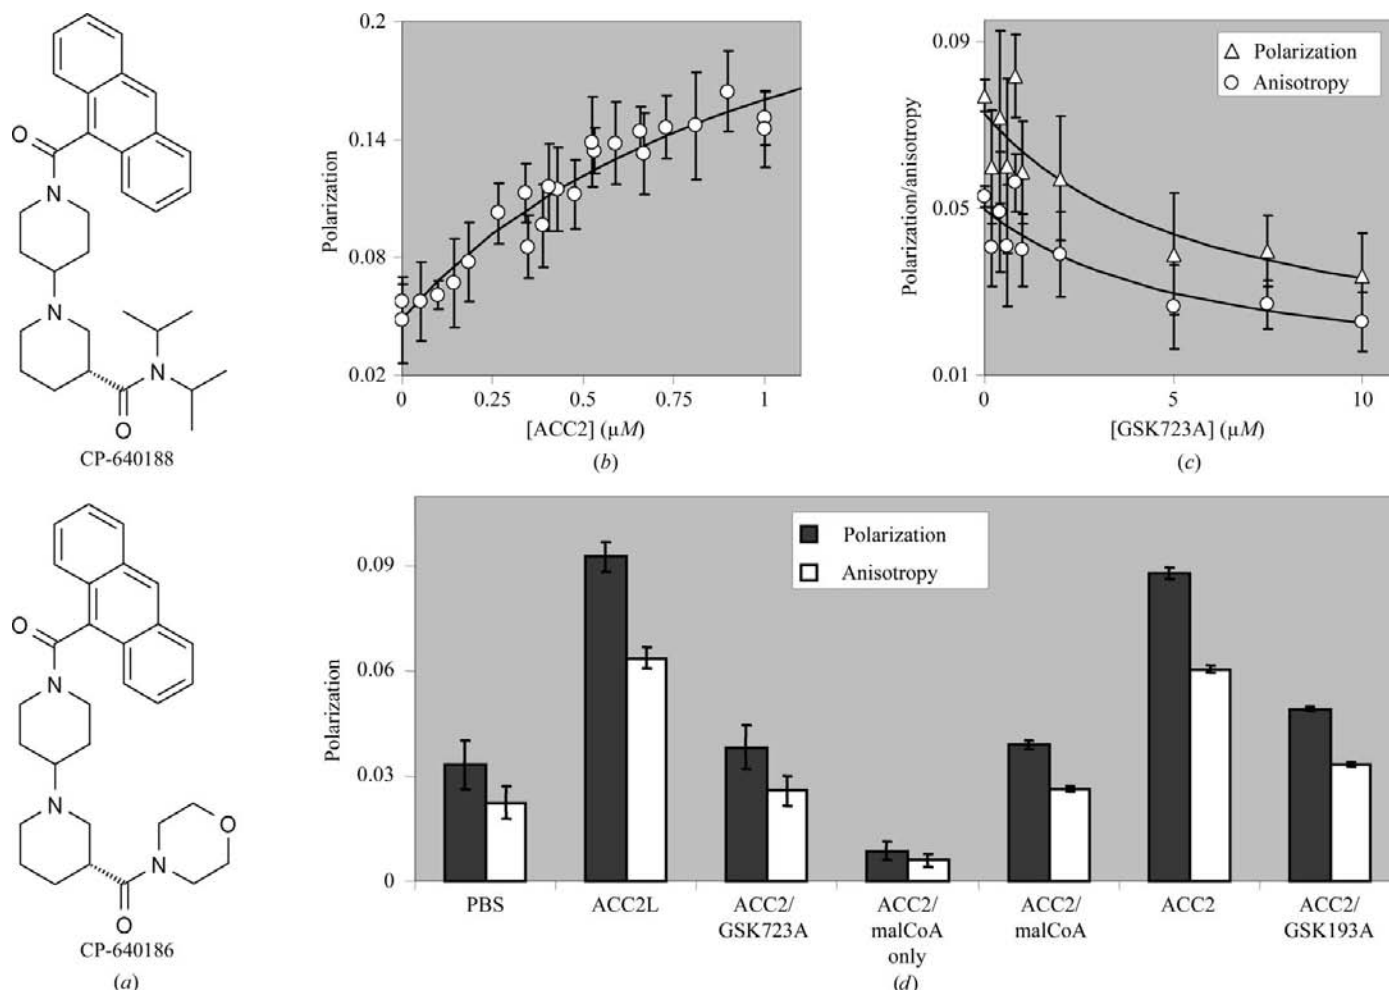 O
N
N
N
O
CP-640188
O
N
N
N
O
O
CP-640186
(a)
0.2
0.14
0.08
0.02
Polarization
0
0.25
0.5
0.75
1
[ACC2] (µM)
(b)
0.09
0.05
0.01
Polarization/anisotropy
Polarization
Anisotropy
0
5
10
[GSK723A] (µM)
(c)
0.09
0.06
0.03
0
Polarization
Polarization
Anisotropy
PBS
ACC2L
ACC2/
GSK723A
ACC2/
malCoA
only
ACC2/
malCoA
ACC2
ACC2/
GSK193A
(d)